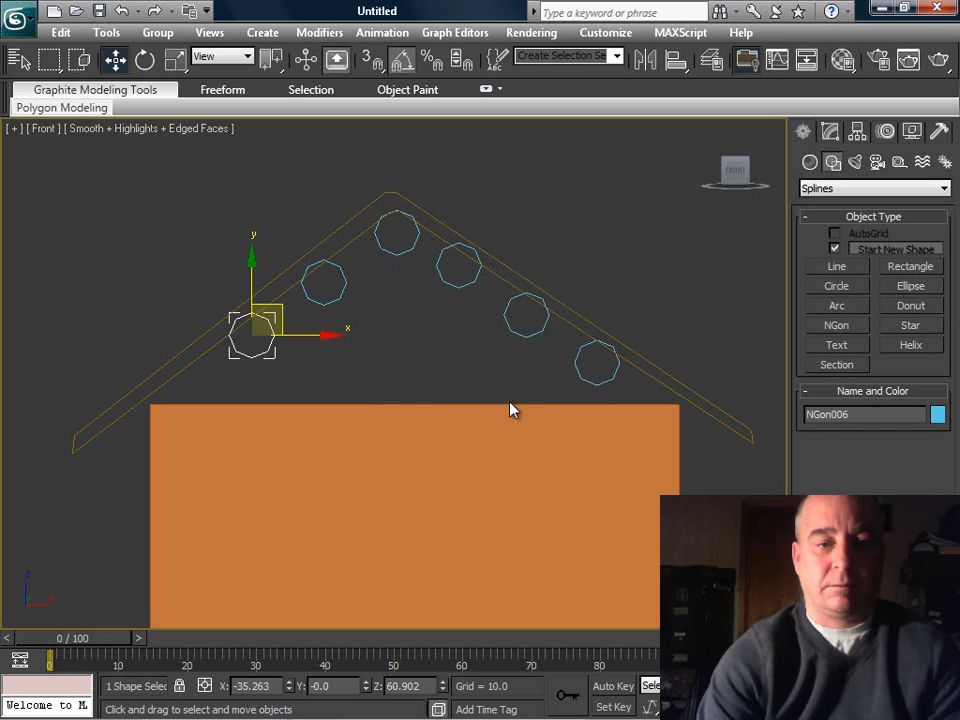 Untitled
Type a keyword or phrase
Edit Tools Group Views Create Modifiers Animation Graph Editors Rendering Customize MAXScript Help
View
Create Selection Se
Graphite Modeling Tools Freeform Selection Object Paint
Polygon Modeling
[ + ] [ Front ] [ Smooth + Highlights + Edged Faces ]
FRONT
y
x
z
Splines
- Object Type
AutoGrid
Start New Shape
Line Rectangle
Circle Ellipse
Arc Donut
NGon Star
Text Helix
Section
- Name and Color
NGon006
< 0 / 100 >
0 10 20 30 40 50 60 70 80
1 Shape Selec X: -35.263 Y: -0.0 Z: 60.902 Grid = 10.0 Auto Key Selec
Welcome to M. Click and drag to select and move objects Add Time Tag Set Key